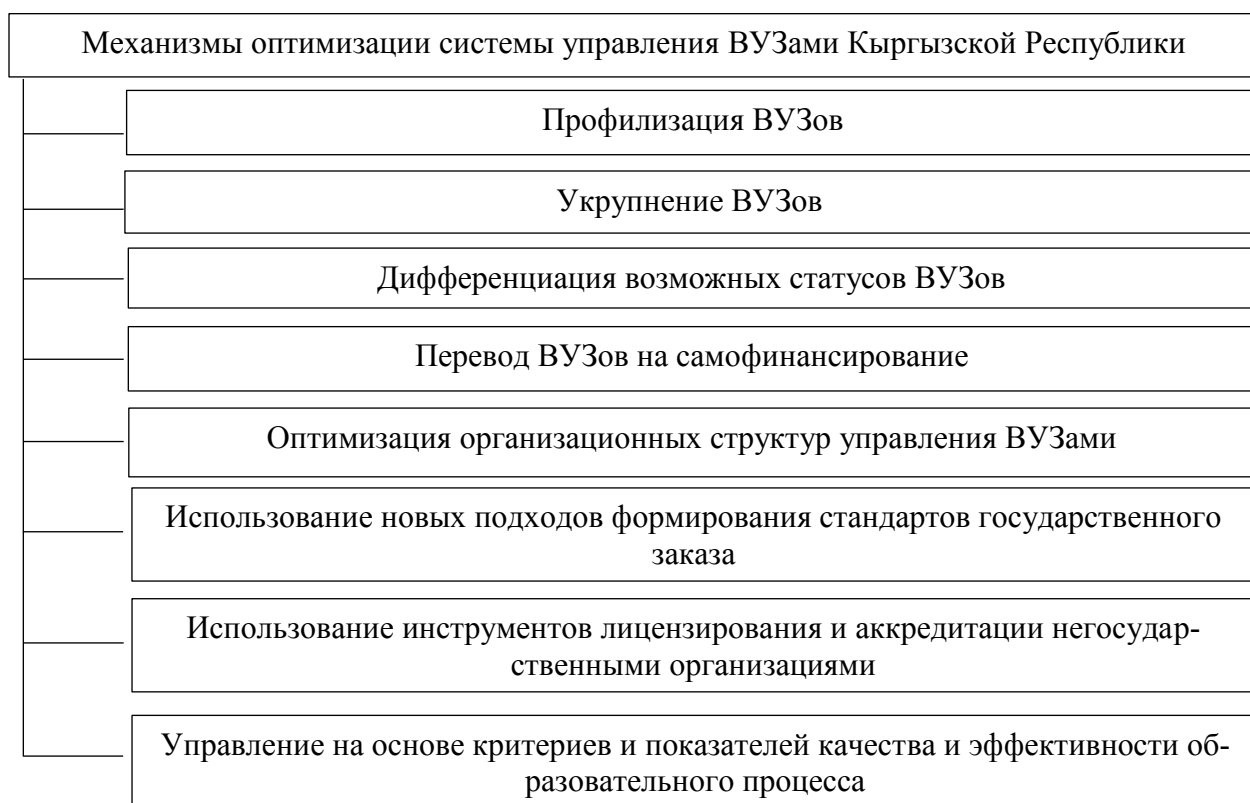 Механизмы оптимизации системы управления ВУЗами Кыргызской Республики
Профилизация ВУЗов
Укрупнение ВУЗов
Дифференциация возможных статусов ВУЗов
Перевод ВУЗов на самофинансирование
Оптимизация организационных структур управления ВУЗами
Использование новых подходов формирования стандартов государственного
заказа
Использование инструментов лицензирования и аккредитации негосудар-
ственными организациями
Управление на основе критериев и показателей качества и эффективности об-
разовательного процесса